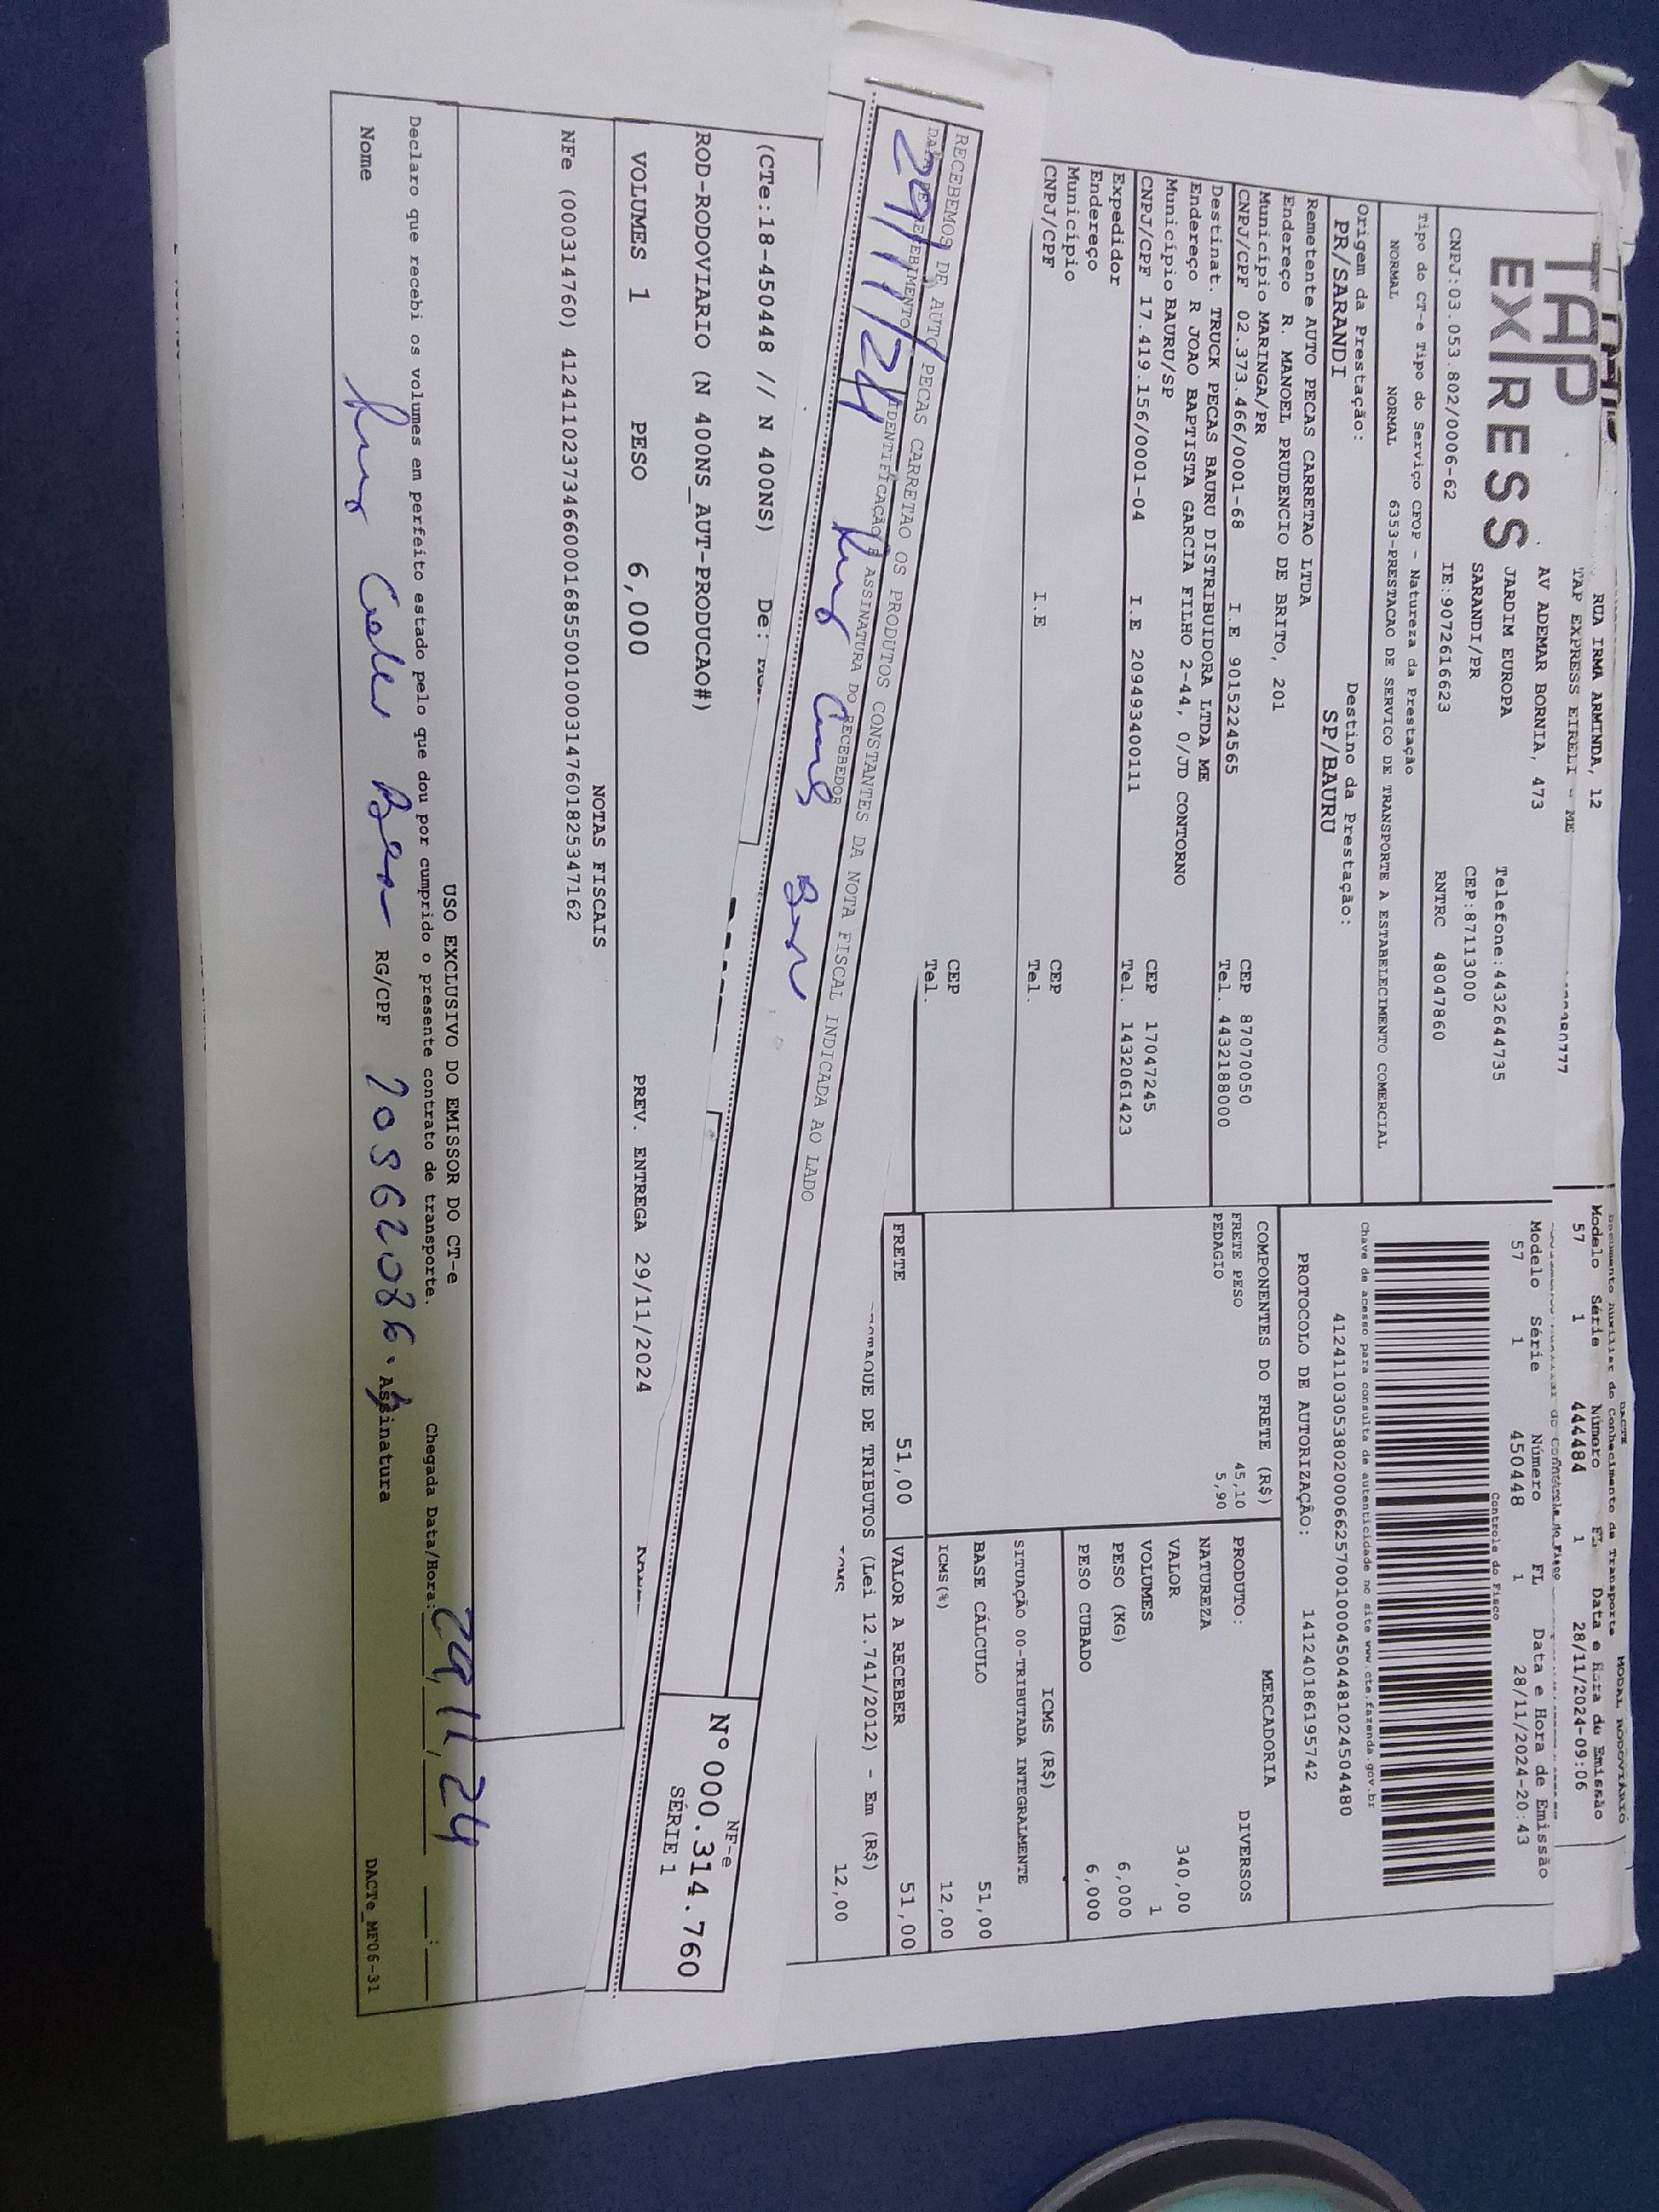 RUA IRMA ARMINDA, 12
TAP EXPRESS EIRELI - ME
TAP
EXPRESS
AV ADEMAR BORNIA, 473
JARDIM EUROPA
Telefone:4432644735
SARANDI/PR
CEP:87113000
CNPJ:03.053.802/0006-62 IE:9072616623 RNTRC 48047860
Tipo do CT-e Tipo do Serviço CFOP - Natureza da Prestação
NORMAL NORMAL 6353-PRESTACAO DE SERVICO DE TRANSPORTE A ESTABELECIMENTO COMERCIAL
Origem da Prestação: Destino da Prestação:
PR/SARANDI SP/BAURU
Remetente AUTO PECAS CARRETAO LTDA
Endereço R. MANOEL PRUDENCIO DE BRITO, 201
Município MARINGA/PR CEP 87070050
CNPJ/CPF 02.373.466/0001-68 I.E 9015224565 Tel. 4432188000
Destinat. TRUCK PECAS BAURU DISTRIBUIDORA LTDA ME
Endereço R JOAO BAPTISTA GARCIA FILHO 2-44, 0/JD CONTORNO
Município BAURU/SP CEP 17047245
CNPJ/CPF 17.419.156/0001-04 I.E 209493400111 Tel. 1432061423
Expedidor
Endereço
Município CEP
CNPJ/CPF I.E Tel.
CEP
Tel.
DACTE MODAL RODOVIÁRIO
Documento Auxiliar do Conhecimento de Transporte
Modelo Série Número FL Data e Hora de Emissão
57 1 444484 1 28/11/2024-09:06
Modelo Série Número FL Data e Hora de Emissão
57 1 450448 1 28/11/2024-20:43
Controle do Fisco
Chave de acesso para consulta de autenticidade no site www.cte.fazenda.gov.br
41241103053802000662570010004504481024504480
PROTOCOLO DE AUTORIZAÇÃO: 141240186195742
COMPONENTES DO FRETE (R$)
FRETE PESO 45,10
PEDAGIO 5,90
MERCADORIA
PRODUTO: DIVERSOS
NATUREZA
VALOR 340,00
VOLUMES 1
PESO (KG) 6,000
PESO CUBADO 6,000
ICMS (R$)
SITUAÇÃO 00-TRIBUTADA INTEGRALMENTE
BASE CÁLCULO 51,00
ICMS(%) 12,00
FRETE 51,00 VALOR A RECEBER 51,00
DE TRIBUTOS (Lei 12.741/2012) - Em (R$)
ICMS 12,00
RECEBEMOS DE AUTO PECAS CARRETAO OS PRODUTOS CONSTANTES DA NOTA FISCAL INDICADA AO LADO
DATA DE RECEBIMENTO IDENTIFICAÇÃO E ASSINATURA DO RECEBEDOR
29/11/24
NF-e
Nº 000.314.760
SÉRIE 1
(CTe:18-450448 // N 400NS) De:
ROD-RODOVIARIO (N 400NS_AUT-PRODUCAO#)
VOLUMES 1 PESO 6,000 PREV. ENTREGA 29/11/2024
NOTAS FISCAIS
NFe (000314760) 41241102373466000168550010003147601825347162
USO EXCLUSIVO DO EMISSOR DO CT-e
Declaro que recebi os volumes em perfeito estado pelo que dou por cumprido o presente contrato de transporte. Chegada Data/Hora: 29/11/24
Nome RG/CPF Assinatura
DACTe_MF06-31